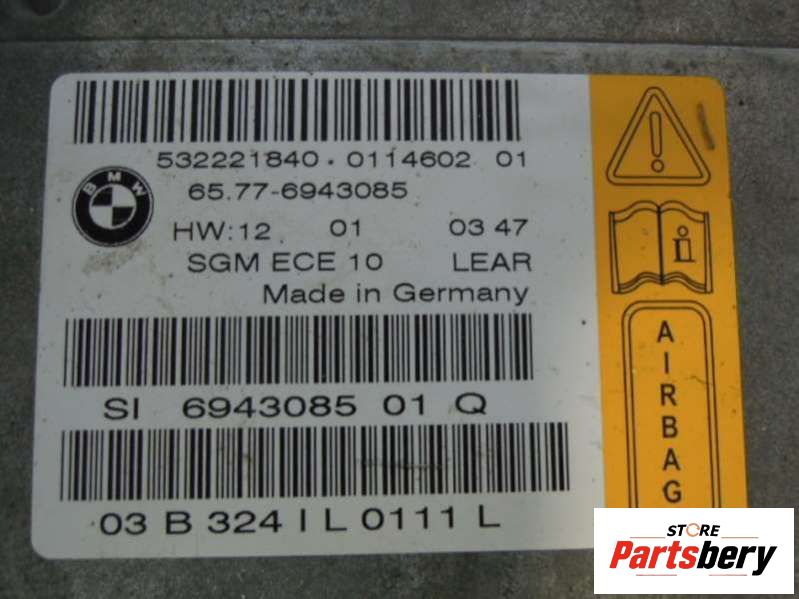 532221840.0114602 01
BMW
65.77-6943085
HW:12 01 03 47
SGM ECE 10 LEAR
Made in Germany
SI 6943085 01 Q
03 B 324 I L 0111 L
AIRBAG
STORE
Partsbery